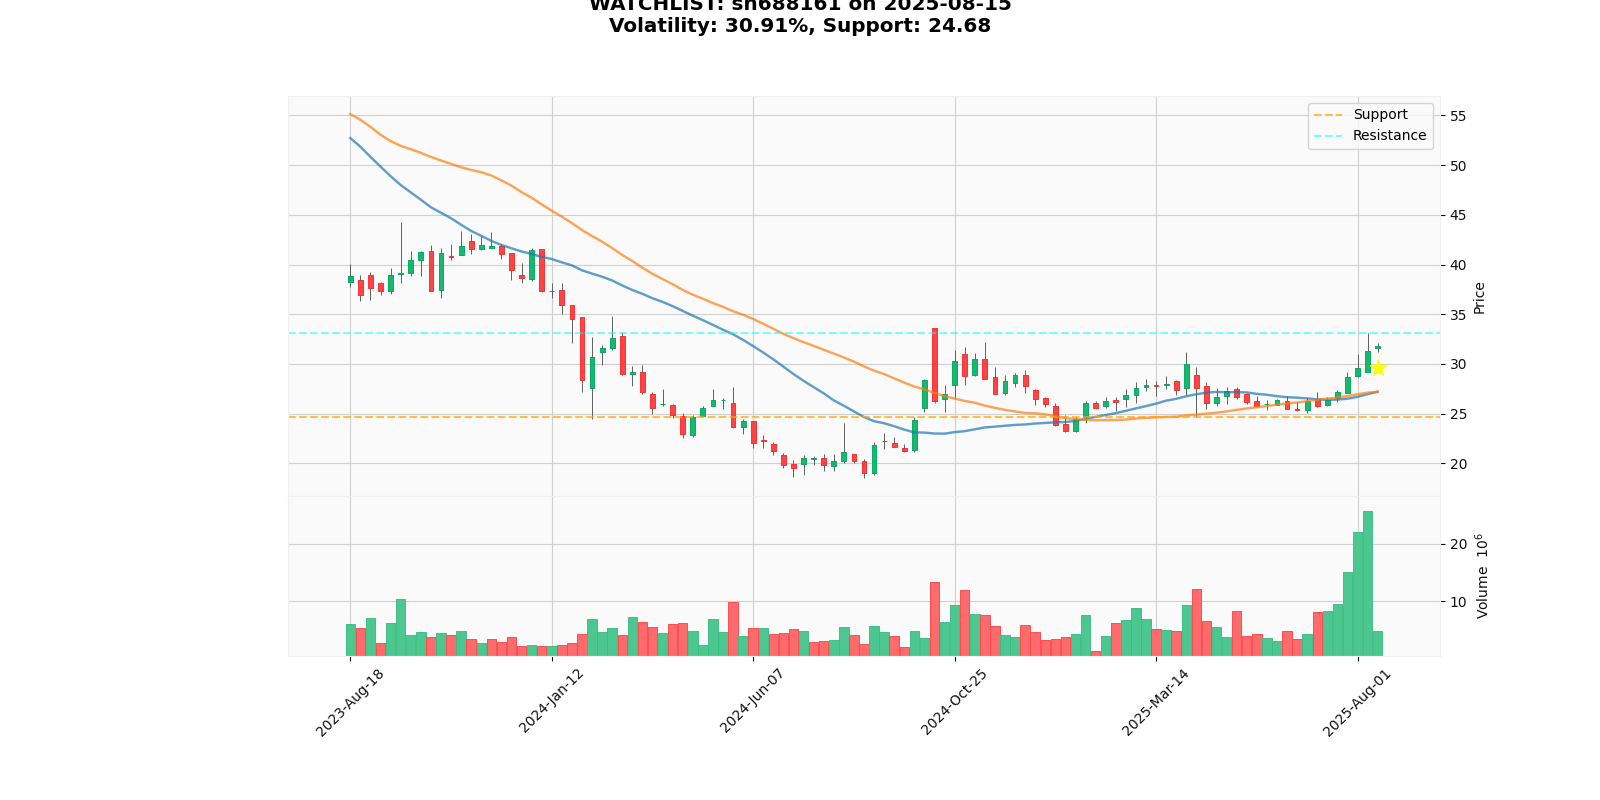 WATCHLIST: sh688161 on 2025-08-15
Volatility: 30.91%, Support: 24.68
Support
Resistance
55
50
45
40
35
30
25
20
Price
20
10
Volume 10^6
2023-Aug-18
2024-Jan-12
2024-Jun-07
2024-Oct-25
2025-Mar-14
2025-Aug-01